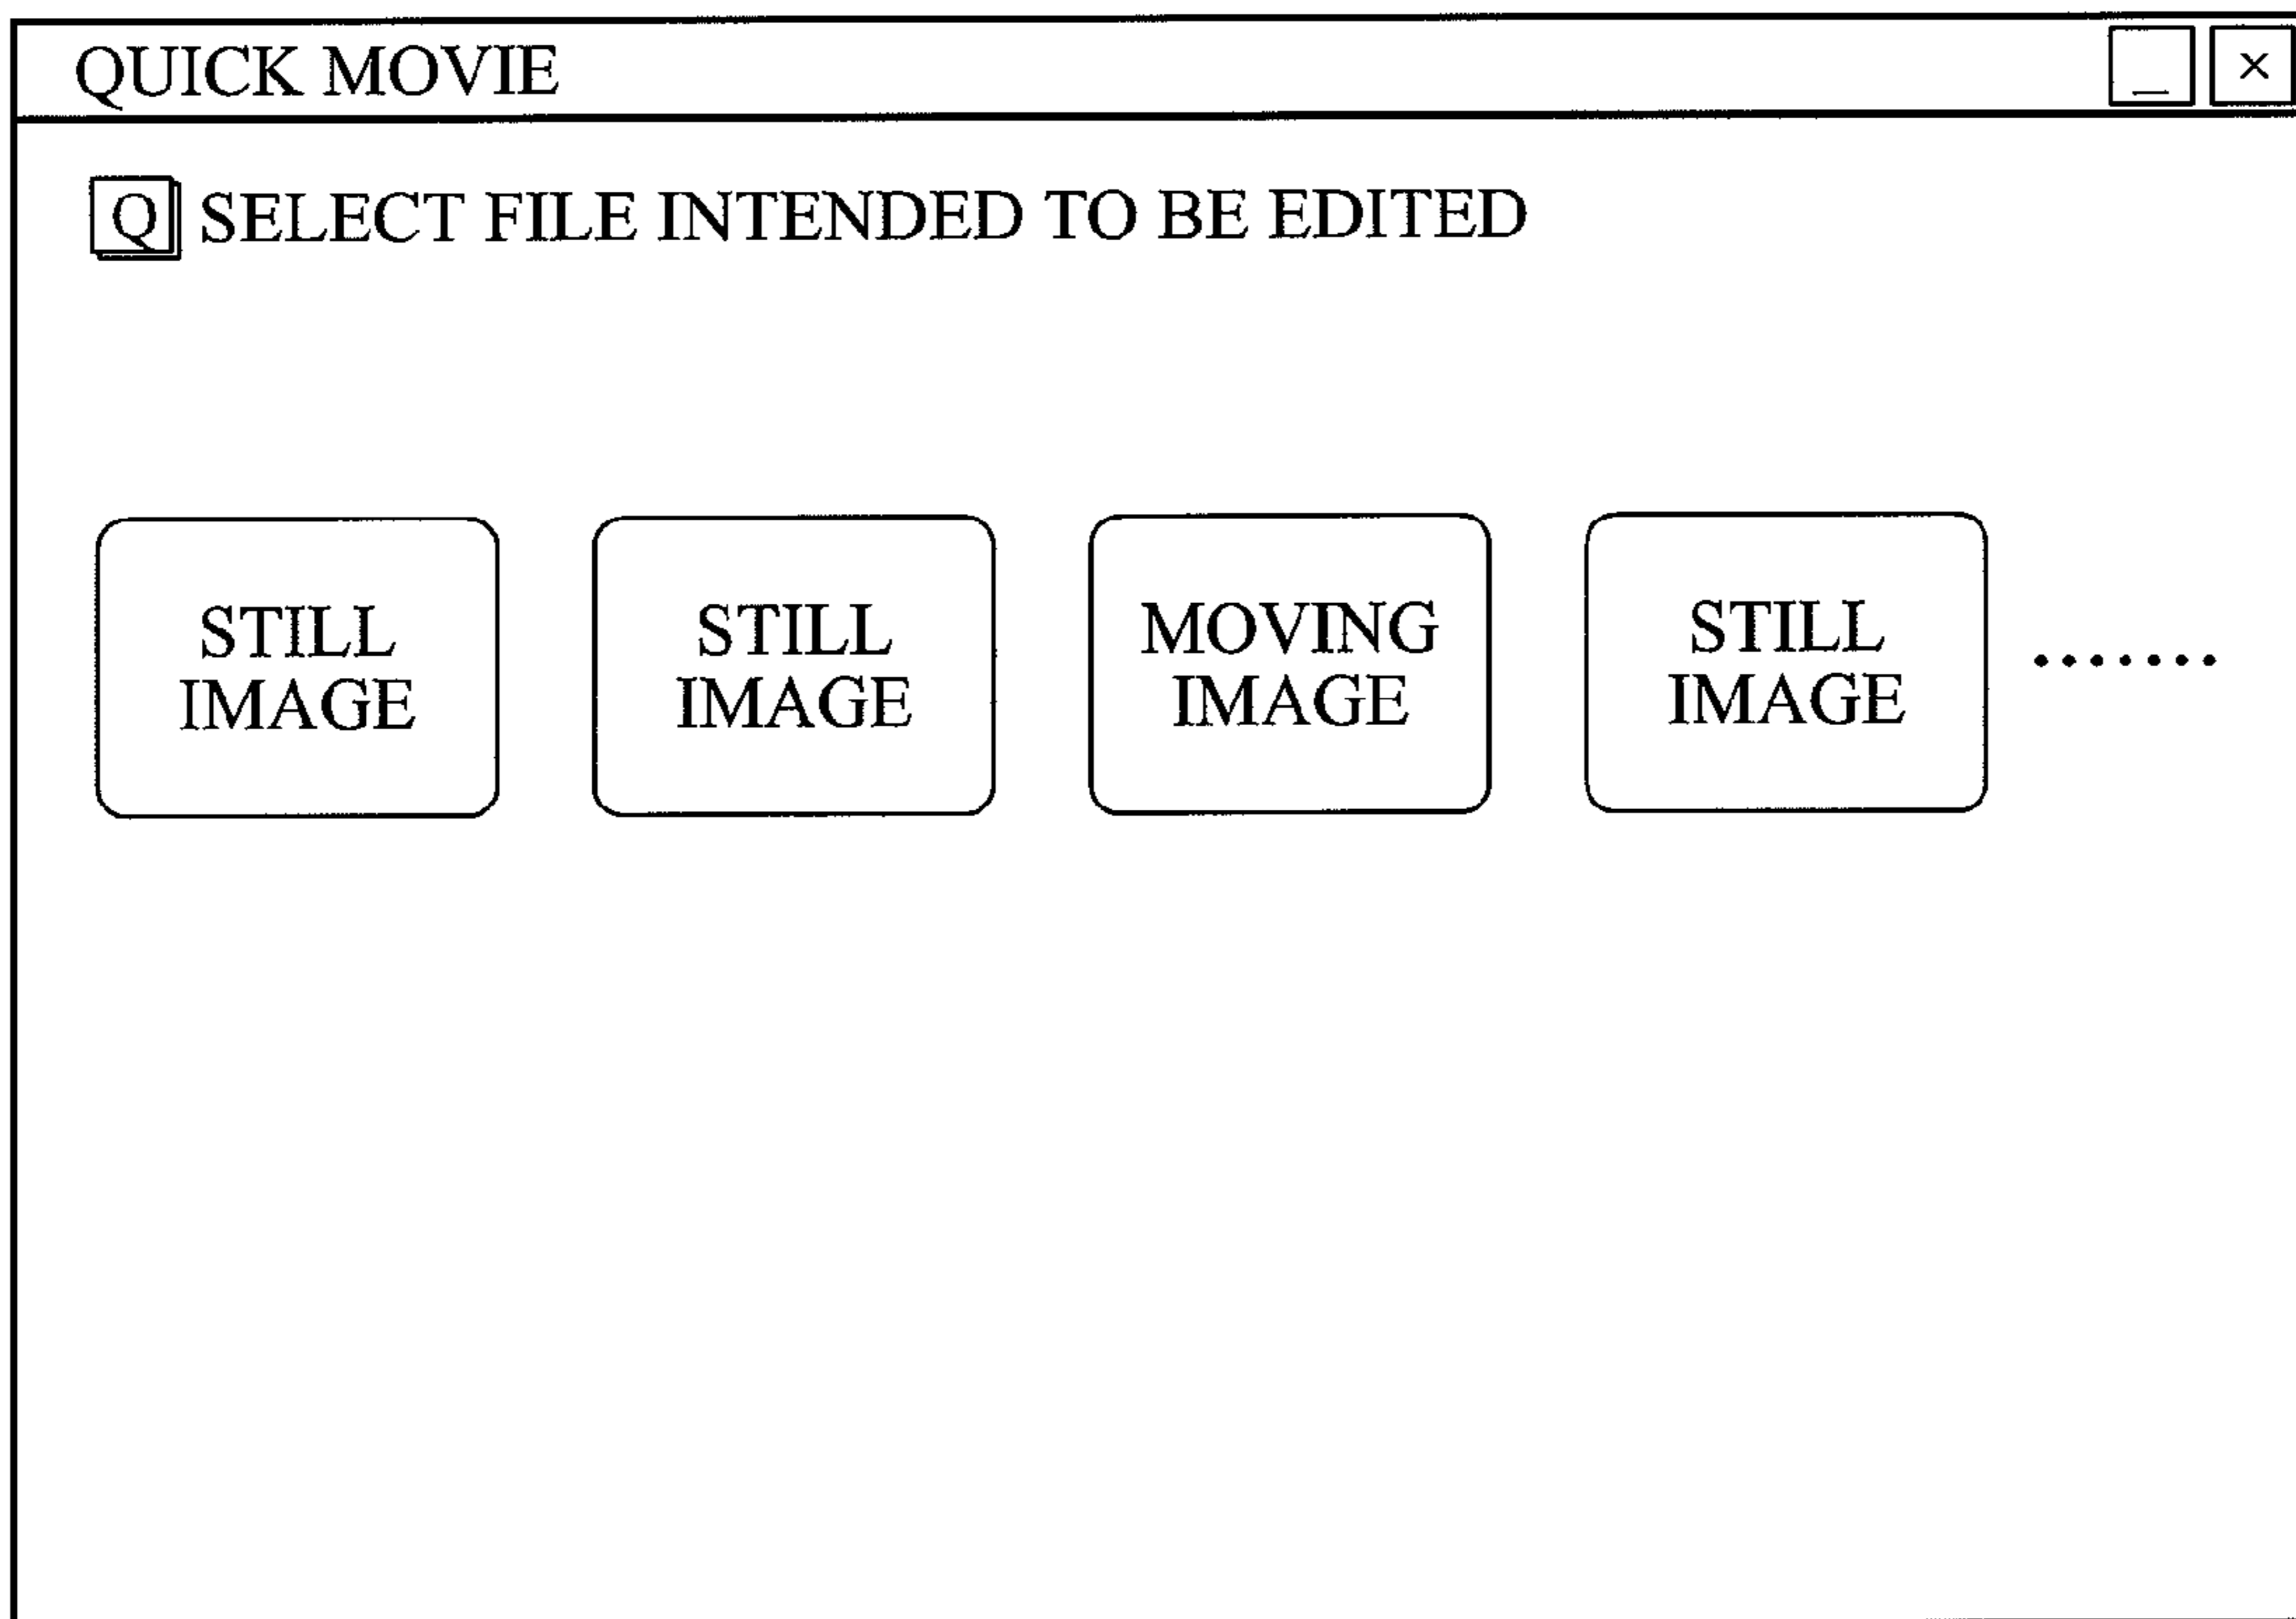 QUICK MOVIE
_ ×
Q SELECT FILE INTENDED TO BE EDITED
STILL
IMAGE
STILL
IMAGE
MOVING
IMAGE
STILL
IMAGE
.......